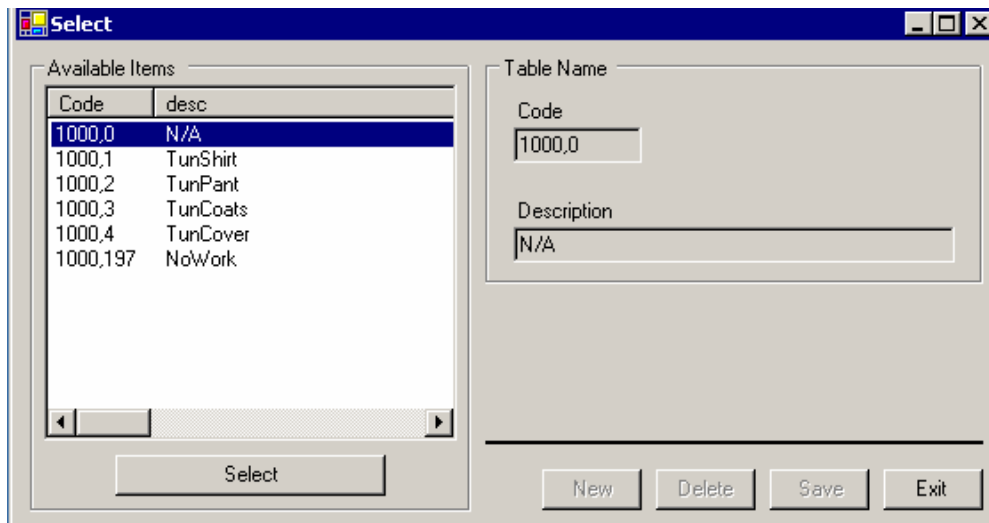 Select
Available Items
Code desc
1000,0 N/A
1000,1 TunShirt
1000,2 TunPant
1000,3 TunCoats
1000,4 TunCover
1000,197 NoWork
Select
Table Name
Code
1000,0
Description
N/A
New Delete Save Exit